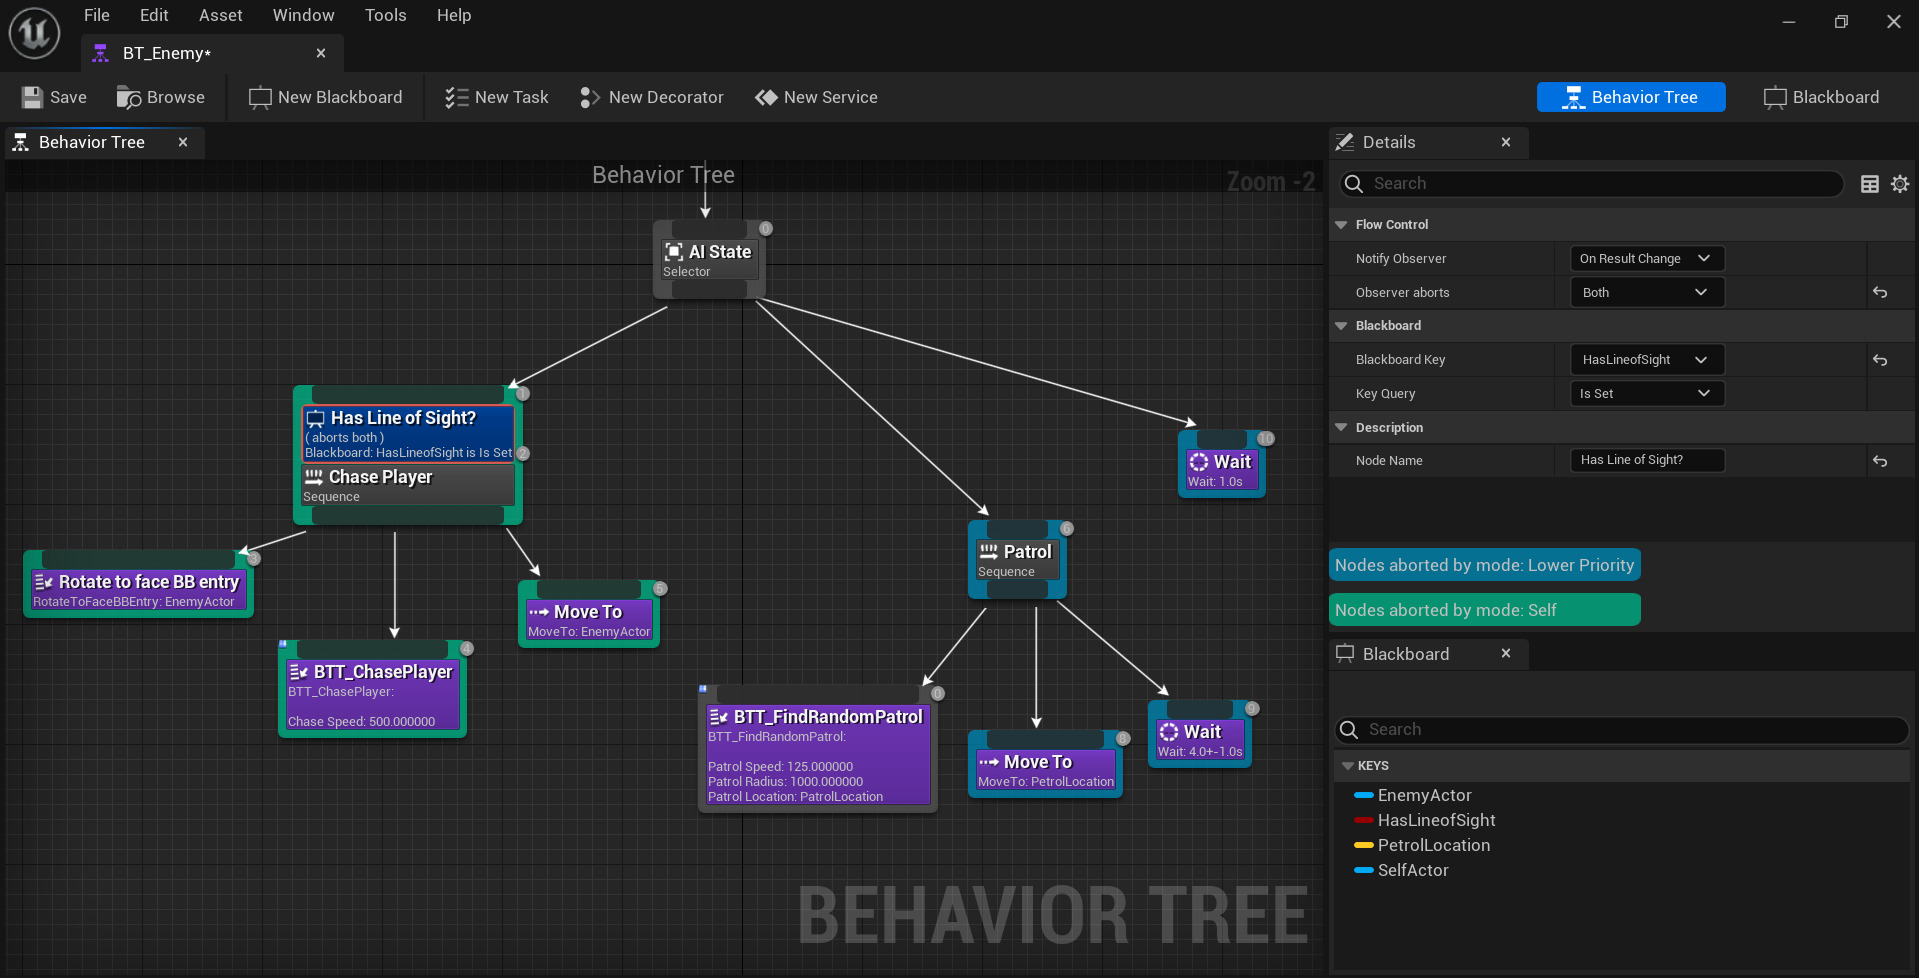 File Edit Asset Window Tools Help
BT_Enemy*
Save Browse New Blackboard New Task New Decorator New Service Behavior Tree Blackboard
Behavior Tree
Behavior Tree
Zoom -2
0
AI State
Selector
1
Has Line of Sight?
( aborts both )
Blackboard: HasLineofSight is Is Set
2
Chase Player
Sequence
3
Rotate to face BB entry
RotateToFaceBBEntry: EnemyActor
4
BTT_ChasePlayer
BTT_ChasePlayer:
Chase Speed: 500.000000
5
Move To
MoveTo: EnemyActor
6
Patrol
Sequence
0
BTT_FindRandomPatrol
BTT_FindRandomPatrol:
Patrol Speed: 125.000000
Patrol Radius: 1000.000000
Patrol Location: PatrolLocation
8
Move To
MoveTo: PetrolLocation
9
Wait
Wait: 4.0+-1.0s
10
Wait
Wait: 1.0s
BEHAVIOR TREE
Details
Search
Flow Control
Notify Observer On Result Change
Observer aborts Both
Blackboard
Blackboard Key HasLineofSight
Key Query Is Set
Description
Node Name Has Line of Sight?
Nodes aborted by mode: Lower Priority
Nodes aborted by mode: Self
Blackboard
Search
KEYS
EnemyActor
HasLineofSight
PetrolLocation
SelfActor